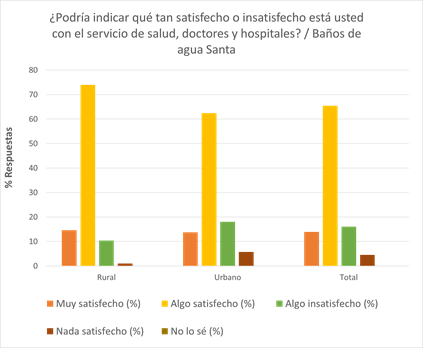 ¿Podría indicar qué tan satisfecho o insatisfecho está usted
con el servicio de salud, doctores y hospitales? / Baños de
agua Santa
% Respuestas
80
70
60
50
40
30
20
10
0
Rural
Urbano
Total
Muy satisfecho (%)
Algo satisfecho (%)
Algo insatisfecho (%)
Nada satisfecho (%)
No lo sé (%)